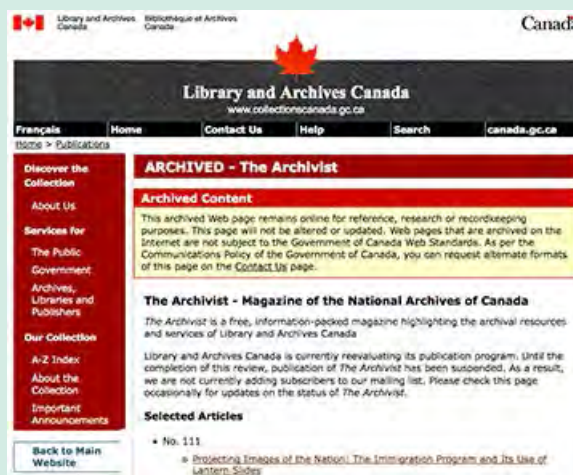 Library and Archives Bibliothèque et Archives
Canada Canada
Canada
Library and Archives Canada
www.collectionscanada.gc.ca
Français Home Contact Us Help Search canada.gc.ca
Home > Publications
Discover the
Collection
About Us
Services for
The Public
Government
Archives,
Libraries and
Publishers
Our Collection
A-Z Index
About the
Collection
Important
Announcements
Back to Main
Website
ARCHIVED - The Archivist
Archived Content
This archived Web page remains online for reference, research or recordkeeping
purposes. This page will not be altered or updated. Web pages that are archived on the
Internet are not subject to the Government of Canada Web Standards. As per the
Communications Policy of the Government of Canada, you can request alternate formats
of this page on the Contact Us page.
The Archivist - Magazine of the National Archives of Canada
The Archivist is a free, information-packed magazine highlighting the archival resources
and services of Library and Archives Canada
Library and Archives Canada is currently reevaluating its publication program. Until the
completion of this review, publication of The Archivist has been suspended. As a result,
we are not currently adding subscribers to our mailing list. Please check this page
occasionally for updates on the status of The Archivist.
Selected Articles
• No. 111
Projecting Images of the Nation: The Immigration Program and Its Use of
Lantern Slides